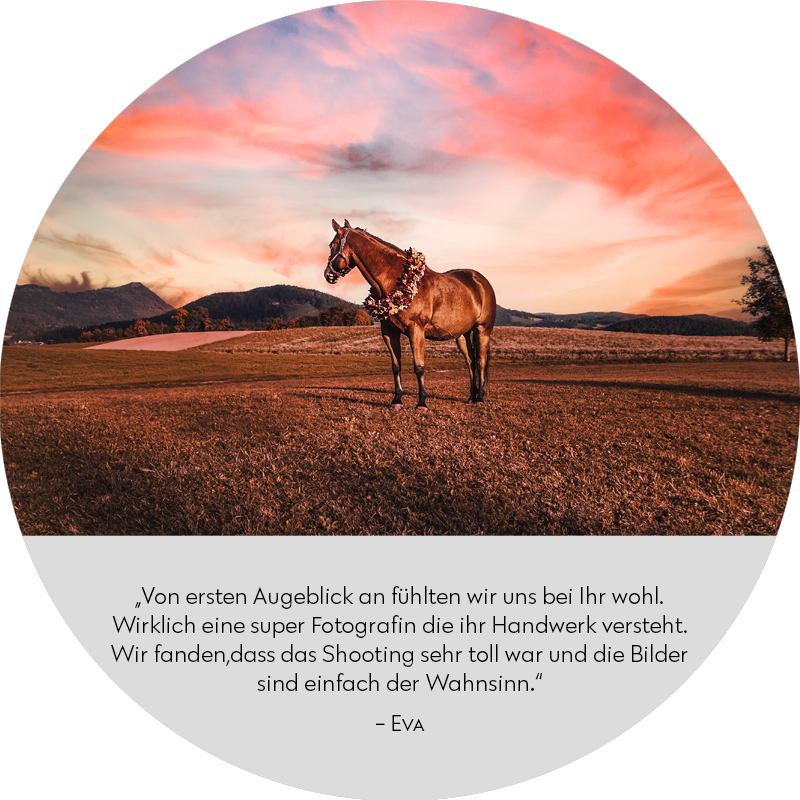 „Von ersten Augeblick an fühlten wir uns bei Ihr wohl.
Wirklich eine super Fotografin die ihr Handwerk versteht.
Wir fanden,dass das Shooting sehr toll war und die Bilder
sind einfach der Wahnsinn.“
– Eva